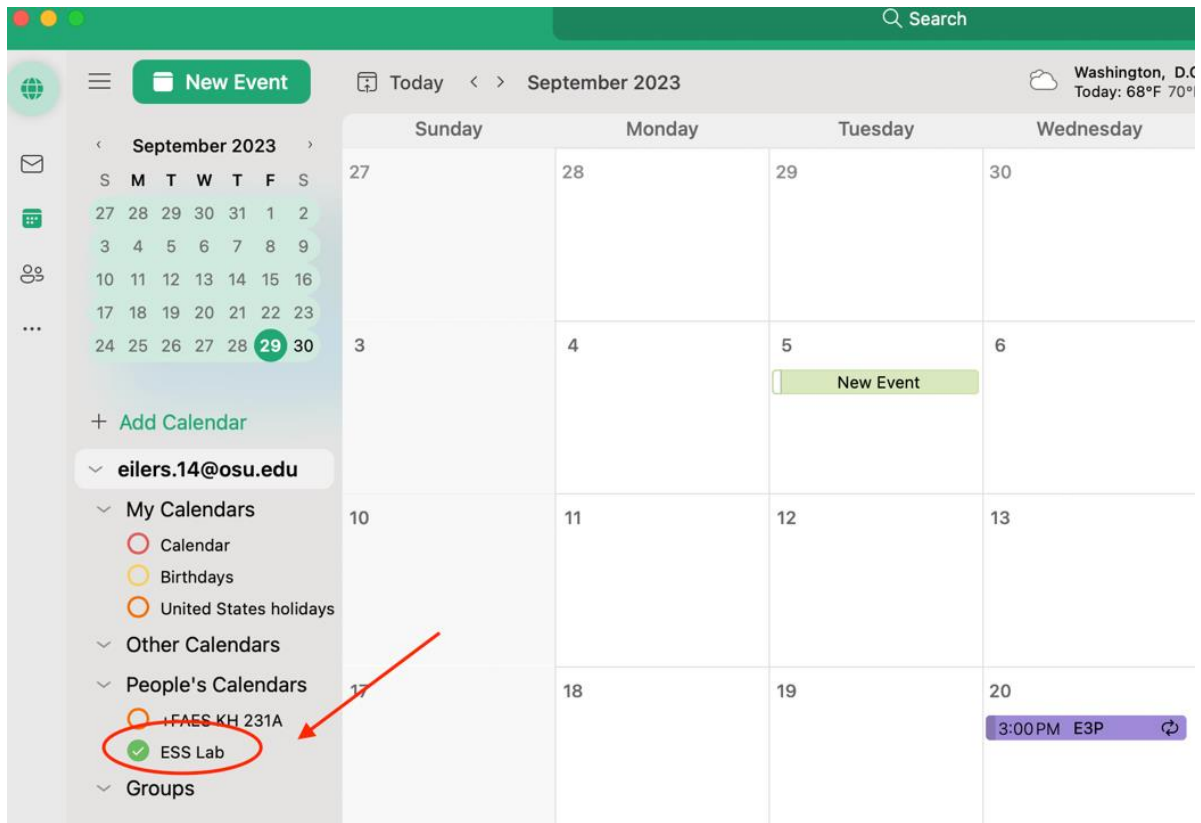 Search
New Event
Today
September 2023
Washington, D.C
Today: 68°F 70°F
September 2023
S M T W T F S
27 28 29 30 31 1 2
3 4 5 6 7 8 9
10 11 12 13 14 15 16
17 18 19 20 21 22 23
24 25 26 27 28 29 30
Add Calendar
eilers.14@osu.edu
My Calendars
Calendar
Birthdays
United States holidays
Other Calendars
People's Calendars
+FAES KH 231A
ESS Lab
Groups
Sunday Monday Tuesday Wednesday
27 28 29 30
3 4 5 6
New Event
10 11 12 13
17 18 19 20
3:00 PM E3P